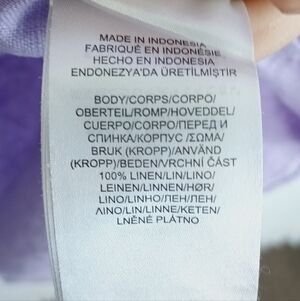 MADE IN INDONESIA
FABRIQUÉ EN INDONÉSIE
HECHO EN INDONESIA
ENDONEZYA'DA ÜRETİLMİŞTİR
BODY/CORPS/CORPO/
OBERTEIL/ROMP/HOVEDDEL/
CUERPO/CORPO/ПЕРЕД И
СПИНКА/КОРПУС /ΣΩΜΑ/
BRUK (KROPP)/ANVÄND
(KROPP)/BEDEN/VRCHNÍ ČÁST
100% LINEN/LIN/LINO/
LEINEN/LINNEN/HØR/
LINO/LINHO/ЛЕН/ЛЕН/
ΛΙΝΟ/LIN/LINNE/KETEN/
LNĚNÉ PLÁTNO